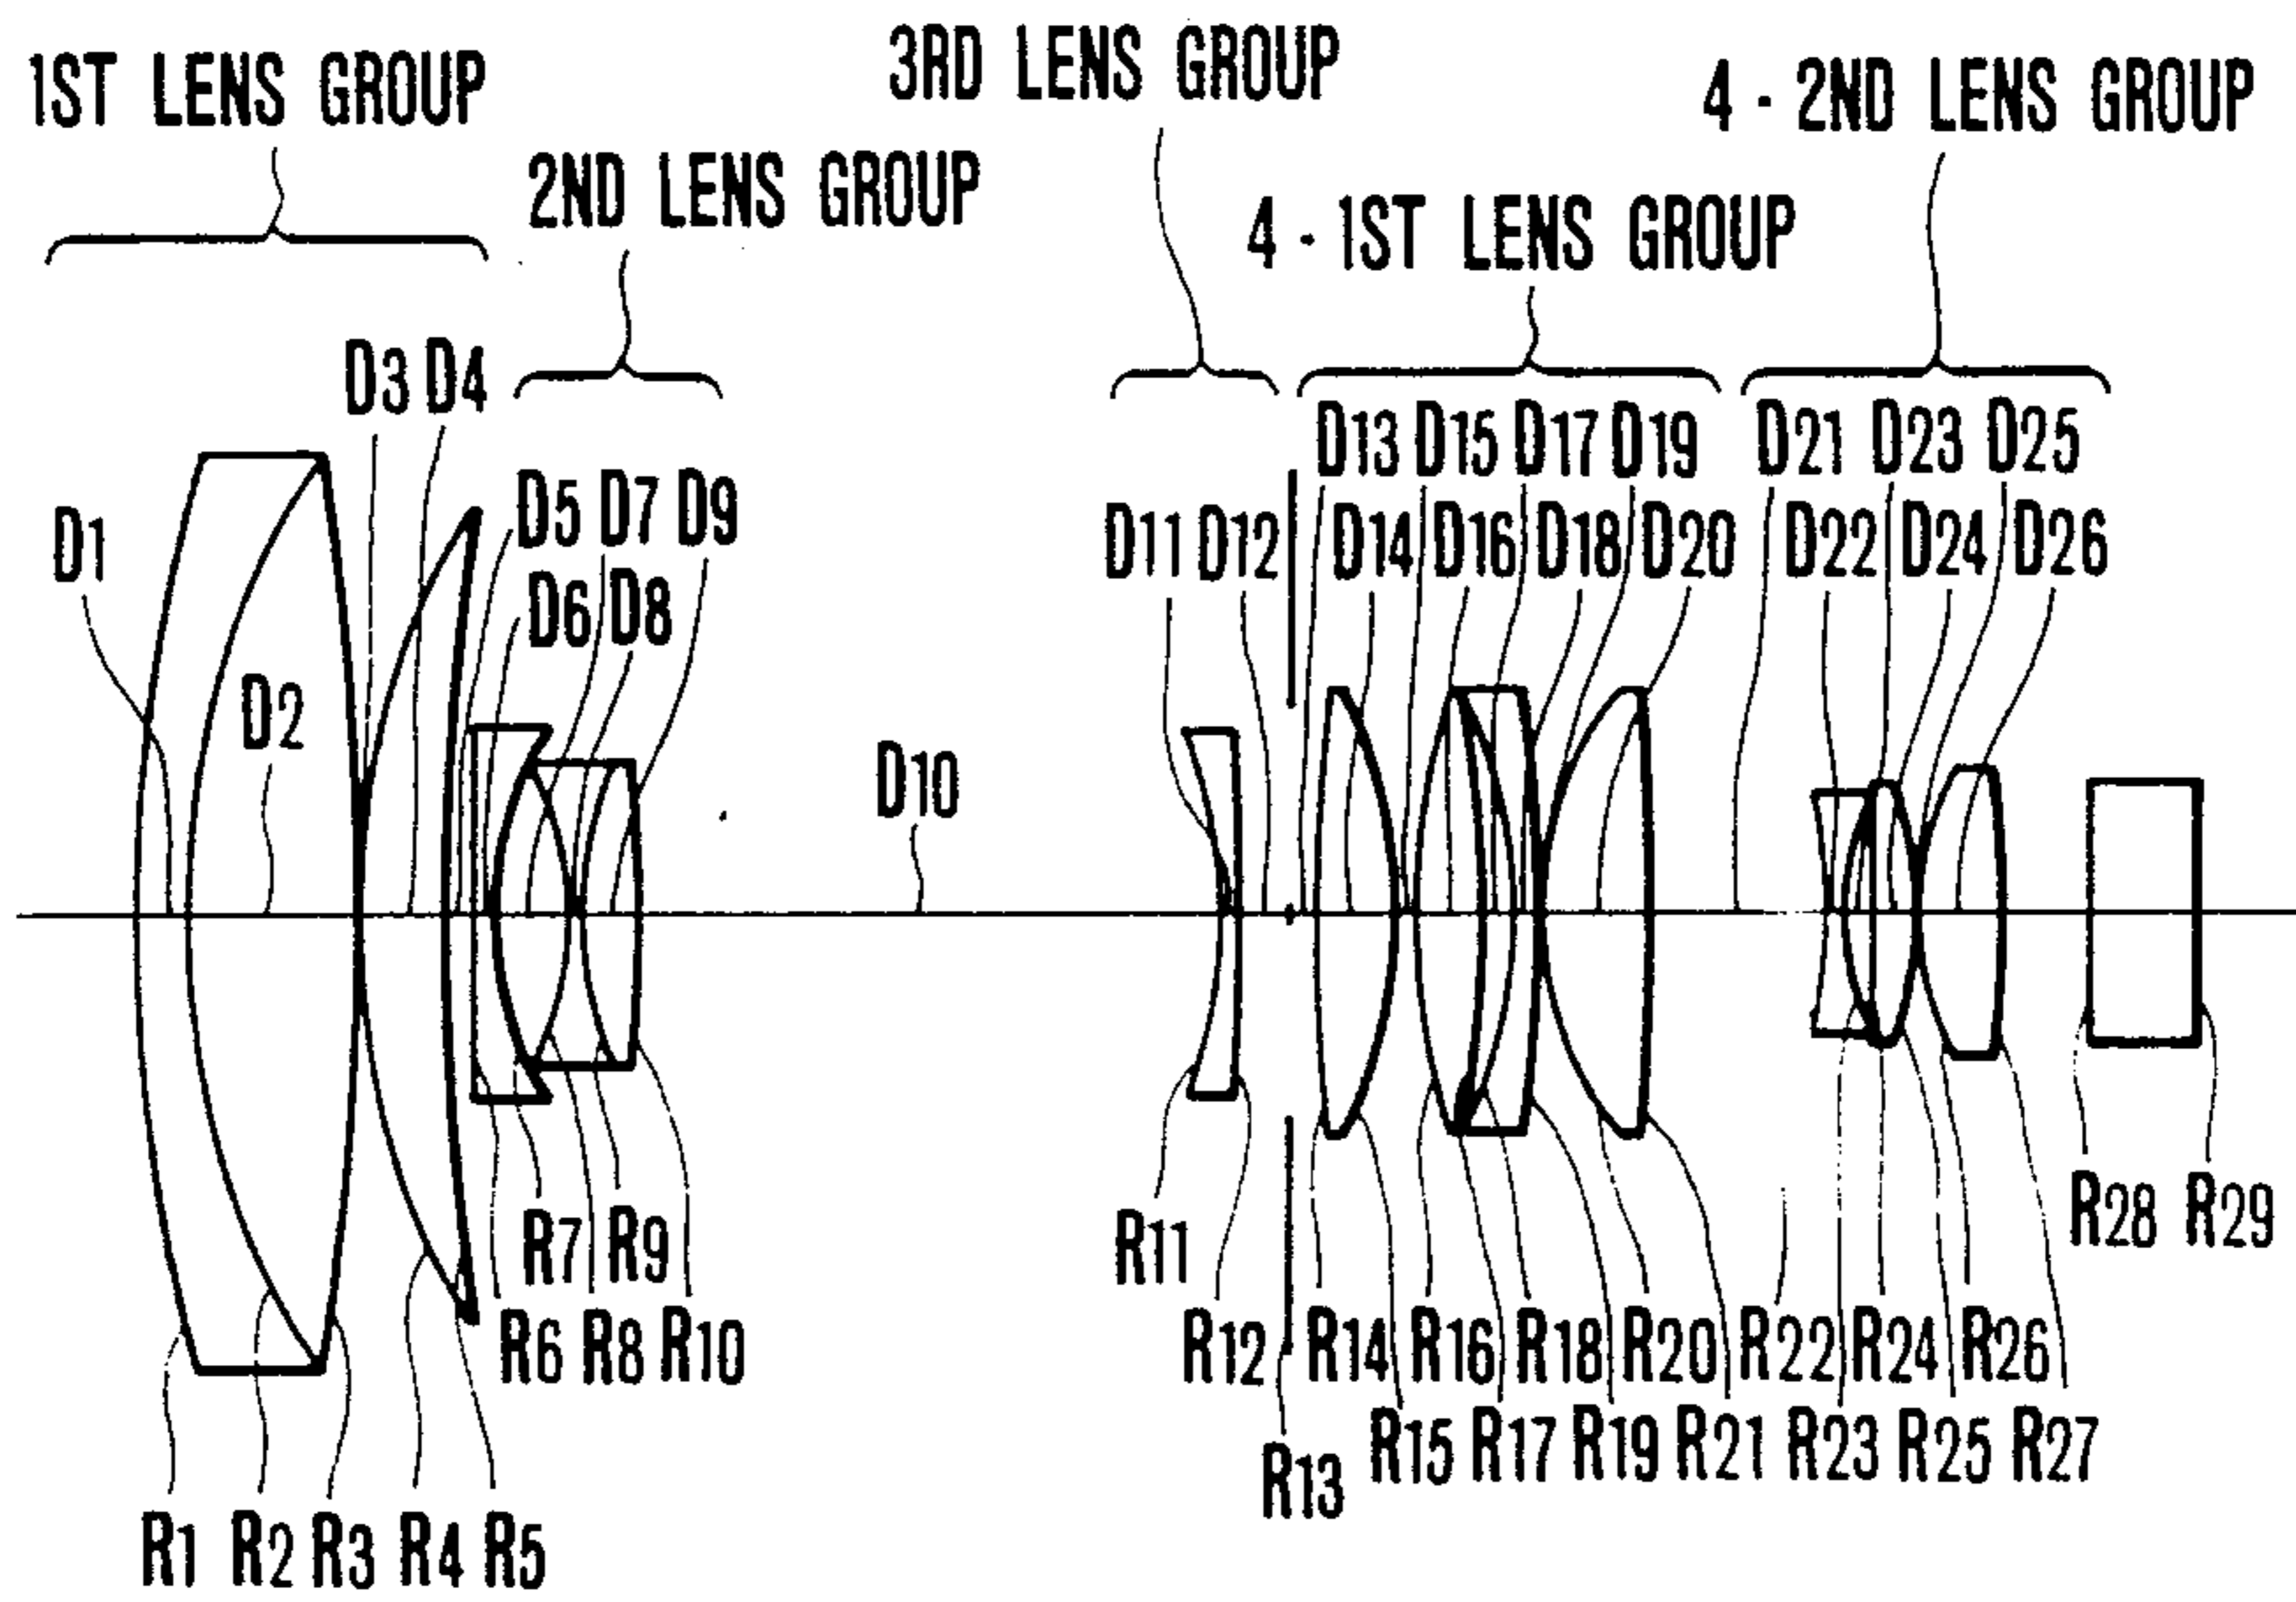 3RD LENS GROUP
1ST LENS GROUP
4 - 2ND LENS GROUP
2ND LENS GROUP
4 - 1ST LENS GROUP
D3 D4
D13 D15 D17 D19 D21 D23 D25
D5 D7 D9
D1
D11 D12 D14 D16 D18 D20 D22 D24 D26
D6 D8
D2
D10
R28 R29
R7 R9
R11
R6 R8 R10
R12 R14 R16 R18 R20 R22 R24 R26
R15 R17 R19 R21 R23 R25 R27
R13
R1 R2 R3 R4 R5